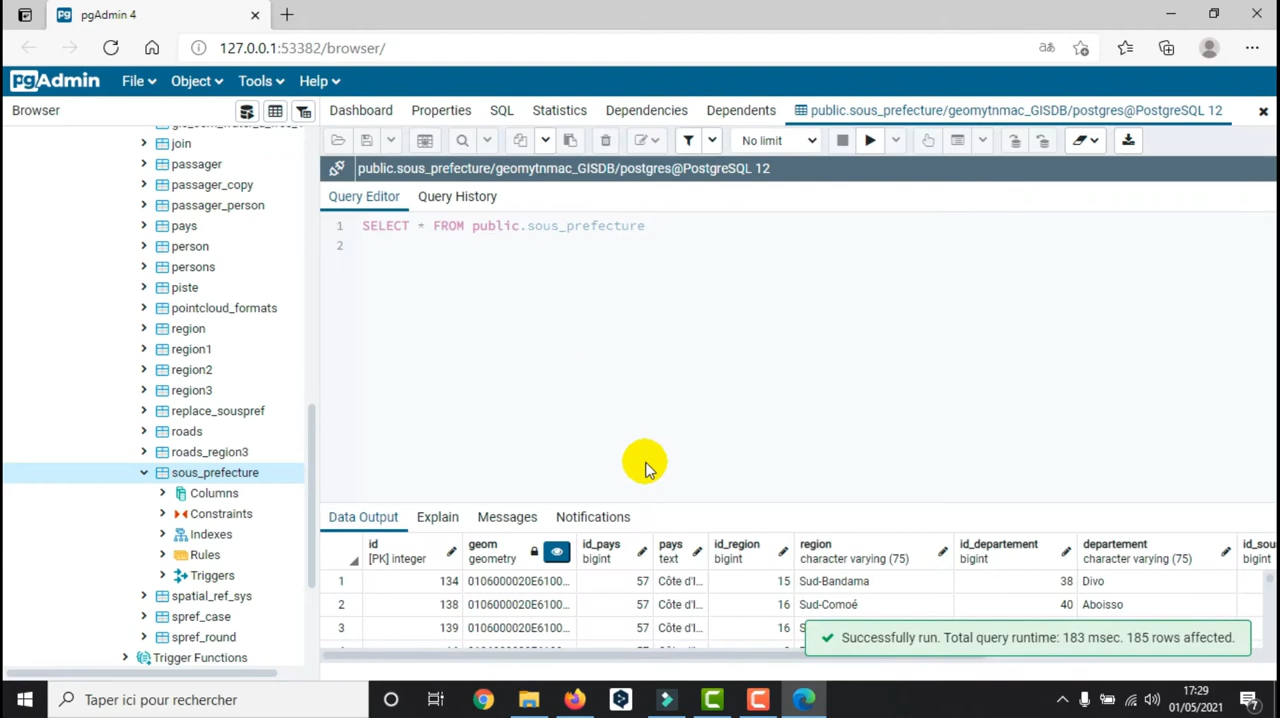 pgAdmin 4
127.0.0.1:53382/browser/
pgAdmin File Object Tools Help
Browser
Dashboard Properties SQL Statistics Dependencies Dependents public.sous_prefecture/geomytnmac_GISDB/postgres@PostgreSQL 12
No limit
public.sous_prefecture/geomytnmac_GISDB/postgres@PostgreSQL 12
Query Editor Query History
1 SELECT * FROM public.sous_prefecture
2
join
passager
passager_copy
passager_person
pays
person
persons
piste
pointcloud_formats
region
region1
region2
region3
replace_souspref
roads
roads_region3
sous_prefecture
Columns
Constraints
Indexes
Rules
Triggers
spatial_ref_sys
spref_case
spref_round
Trigger Functions
Data Output Explain Messages Notifications
id geom id_pays pays id_region region id_departement departement id_sou
[PK] integer geometry bigint text bigint character varying (75) bigint character varying (75) bigint
1 134 0106000020E6100... 57 Côte d'I... 15 Sud-Bandama 38 Divo
2 138 0106000020E6100... 57 Côte d'I... 16 Sud-Comoé 40 Aboisso
3 139 0106000020E6100... 57 Côte d'I... 16
Successfully run. Total query runtime: 183 msec. 185 rows affected.
Taper ici pour rechercher
17:29
01/05/2021
7